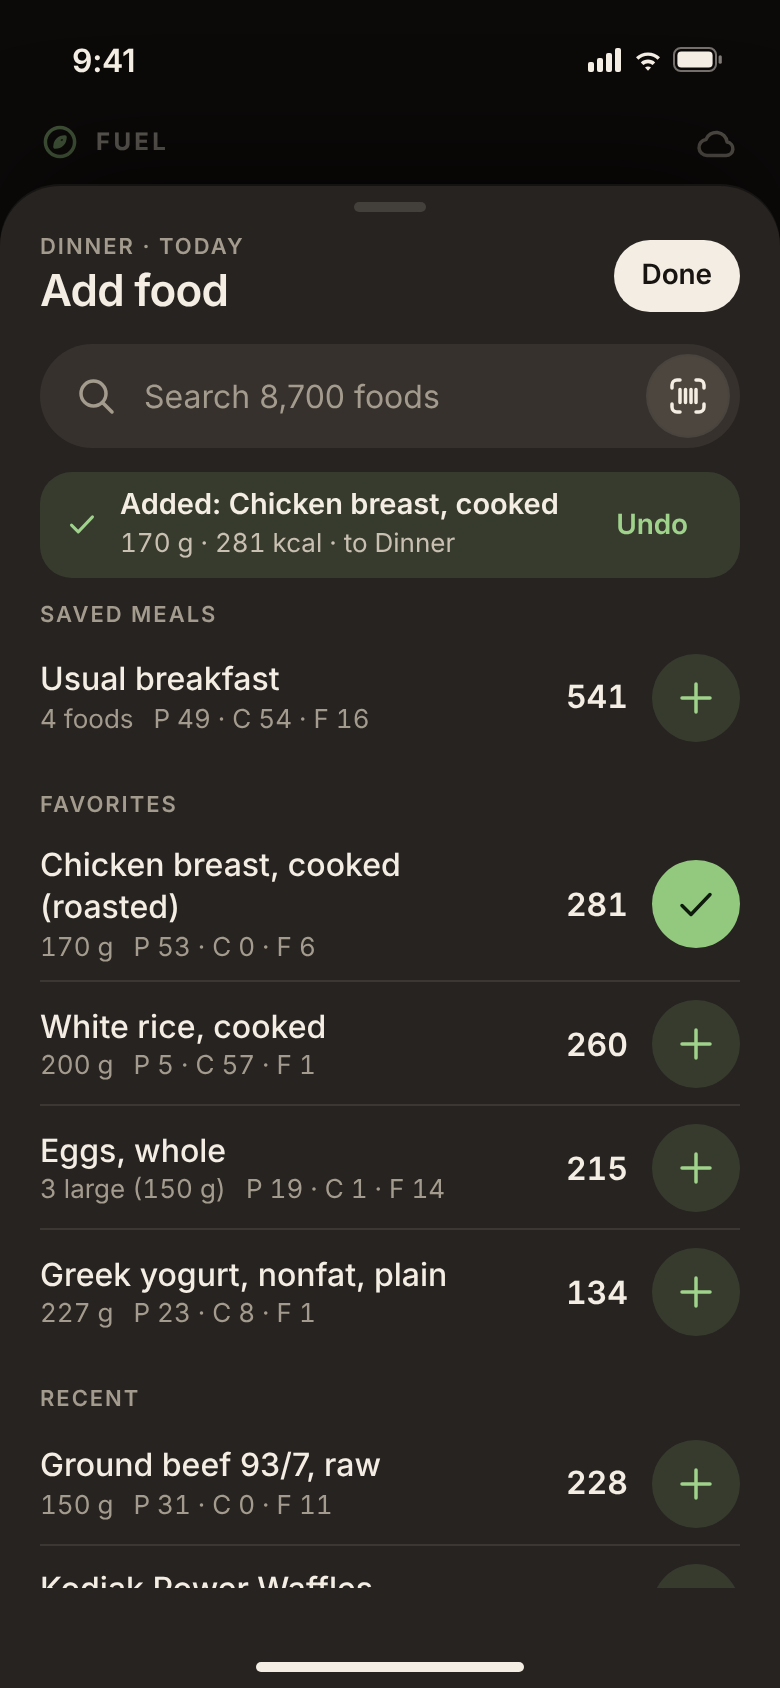 9:41
FUEL
DINNER · TODAY
Add food
Done
Search 8,700 foods
Added: Chicken breast, cooked
170 g · 281 kcal · to Dinner
Undo
SAVED MEALS
Usual breakfast
4 foods P 49 · C 54 · F 16
541
FAVORITES
Chicken breast, cooked
(roasted)
170 g P 53 · C 0 · F 6
281
White rice, cooked
200 g P 5 · C 57 · F 1
260
Eggs, whole
3 large (150 g) P 19 · C 1 · F 14
215
Greek yogurt, nonfat, plain
227 g P 23 · C 8 · F 1
134
RECENT
Ground beef 93/7, raw
150 g P 31 · C 0 · F 11
228
Kodiak Power Waffles